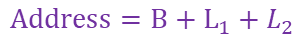 Address = B + L₁ + L₂